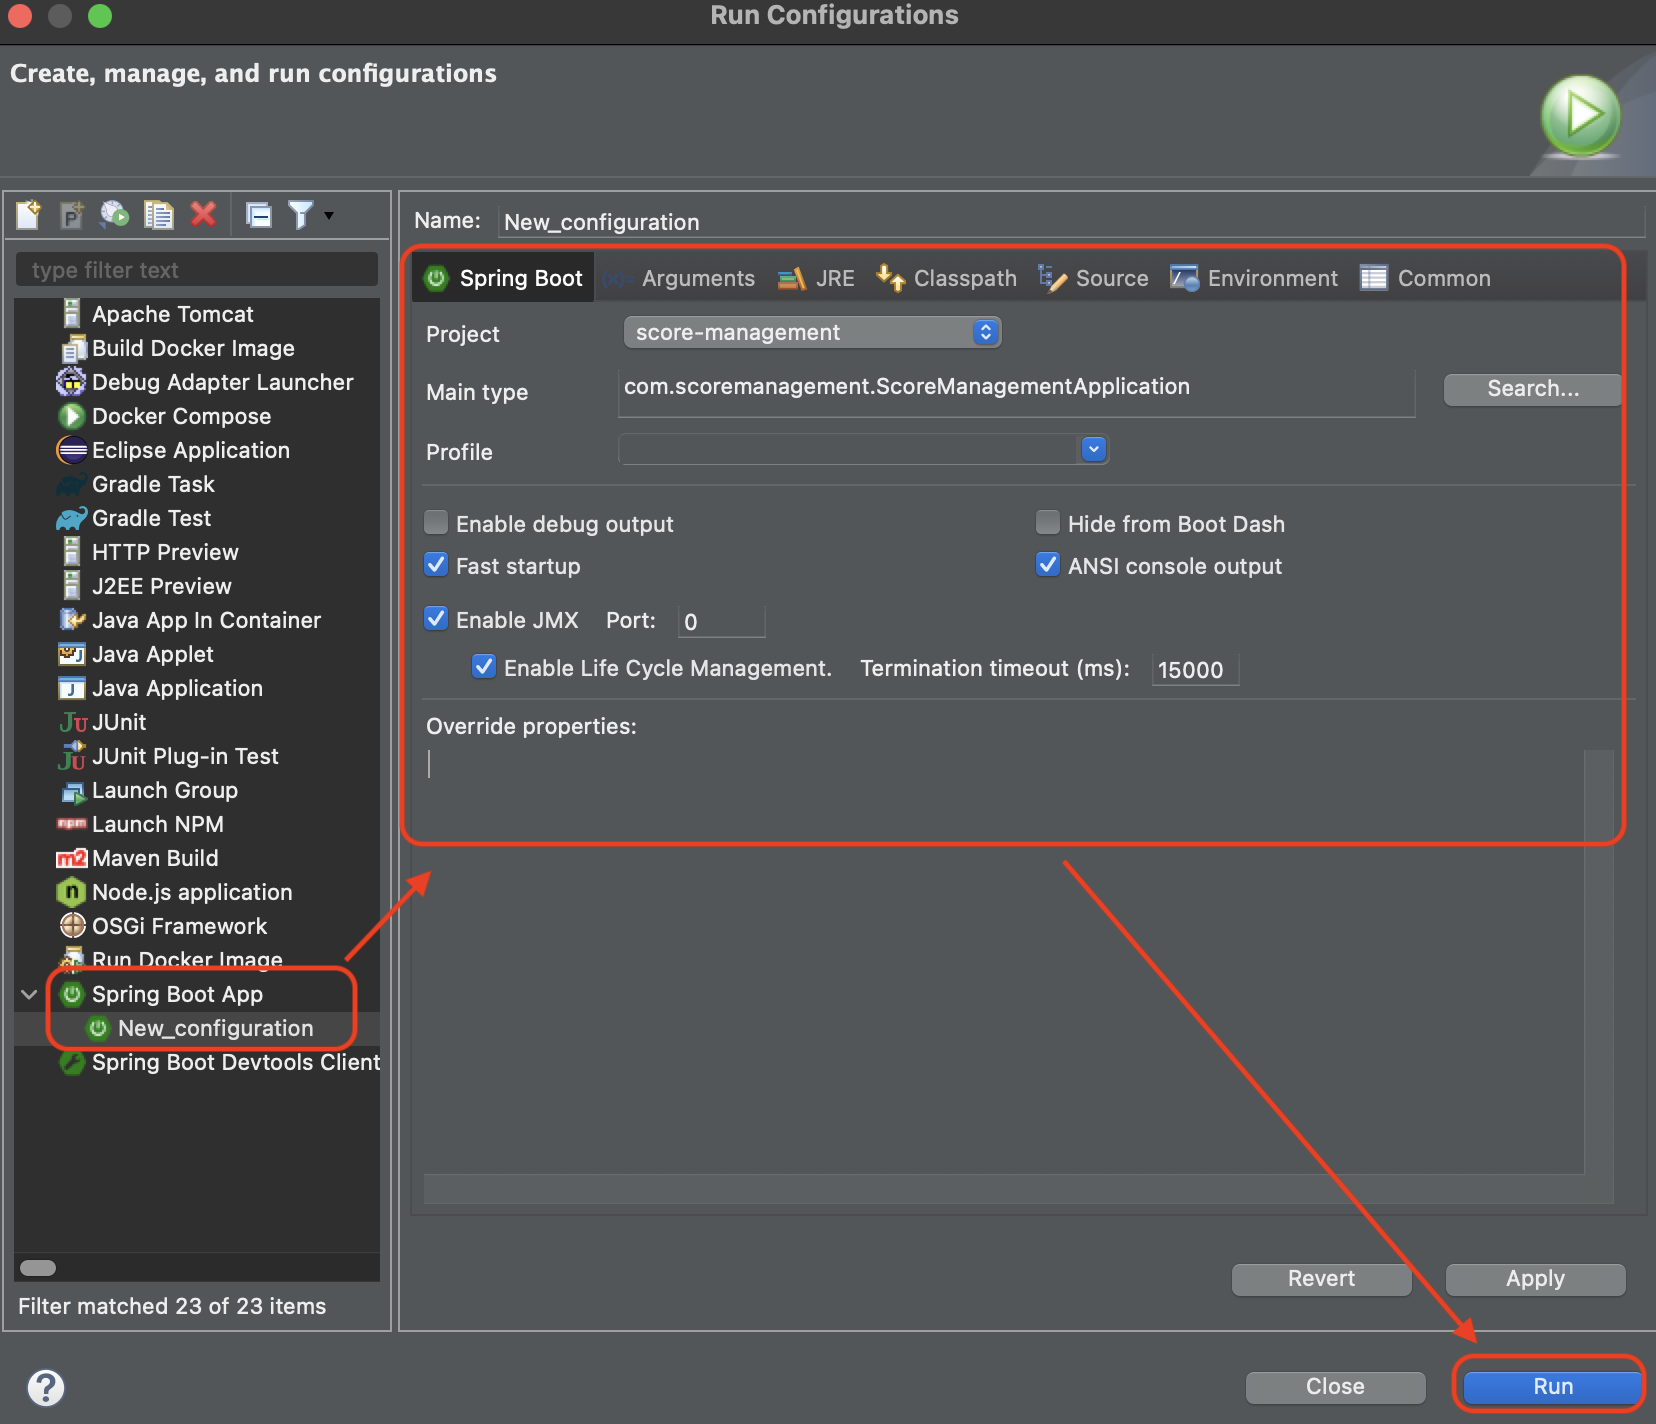 Run Configurations
Create, manage, and run configurations
type filter text
Apache Tomcat
Build Docker Image
Debug Adapter Launcher
Docker Compose
Eclipse Application
Gradle Task
Gradle Test
HTTP Preview
J2EE Preview
Java App In Container
Java Applet
Java Application
JUnit
JUnit Plug-in Test
Launch Group
Launch NPM
Maven Build
Node.js application
OSGi Framework
Run Docker Image
Spring Boot App
New_configuration
Spring Boot Devtools Client
Filter matched 23 of 23 items
Name: New_configuration
Spring Boot (x)= Arguments JRE Classpath Source Environment Common
Project score-management
Main type com.scoremanagement.ScoreManagementApplication Search...
Profile
Enable debug output Hide from Boot Dash
Fast startup ANSI console output
Enable JMX Port: 0
Enable Life Cycle Management. Termination timeout (ms): 15000
Override properties:
Revert Apply
Close Run